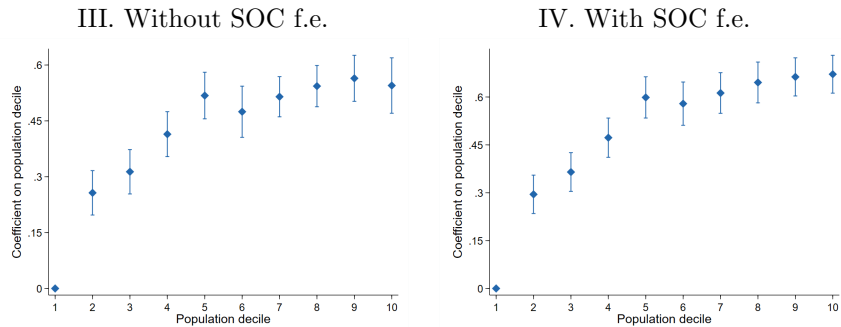 III. Without SOC f.e.
Coefficient on population decile
.6
.45
.3
.15
0
1 2 3 4 5 6 7 8 9 10
Population decile
IV. With SOC f.e.
Coefficient on population decile
.6
.45
.3
.15
0
1 2 3 4 5 6 7 8 9 10
Population decile